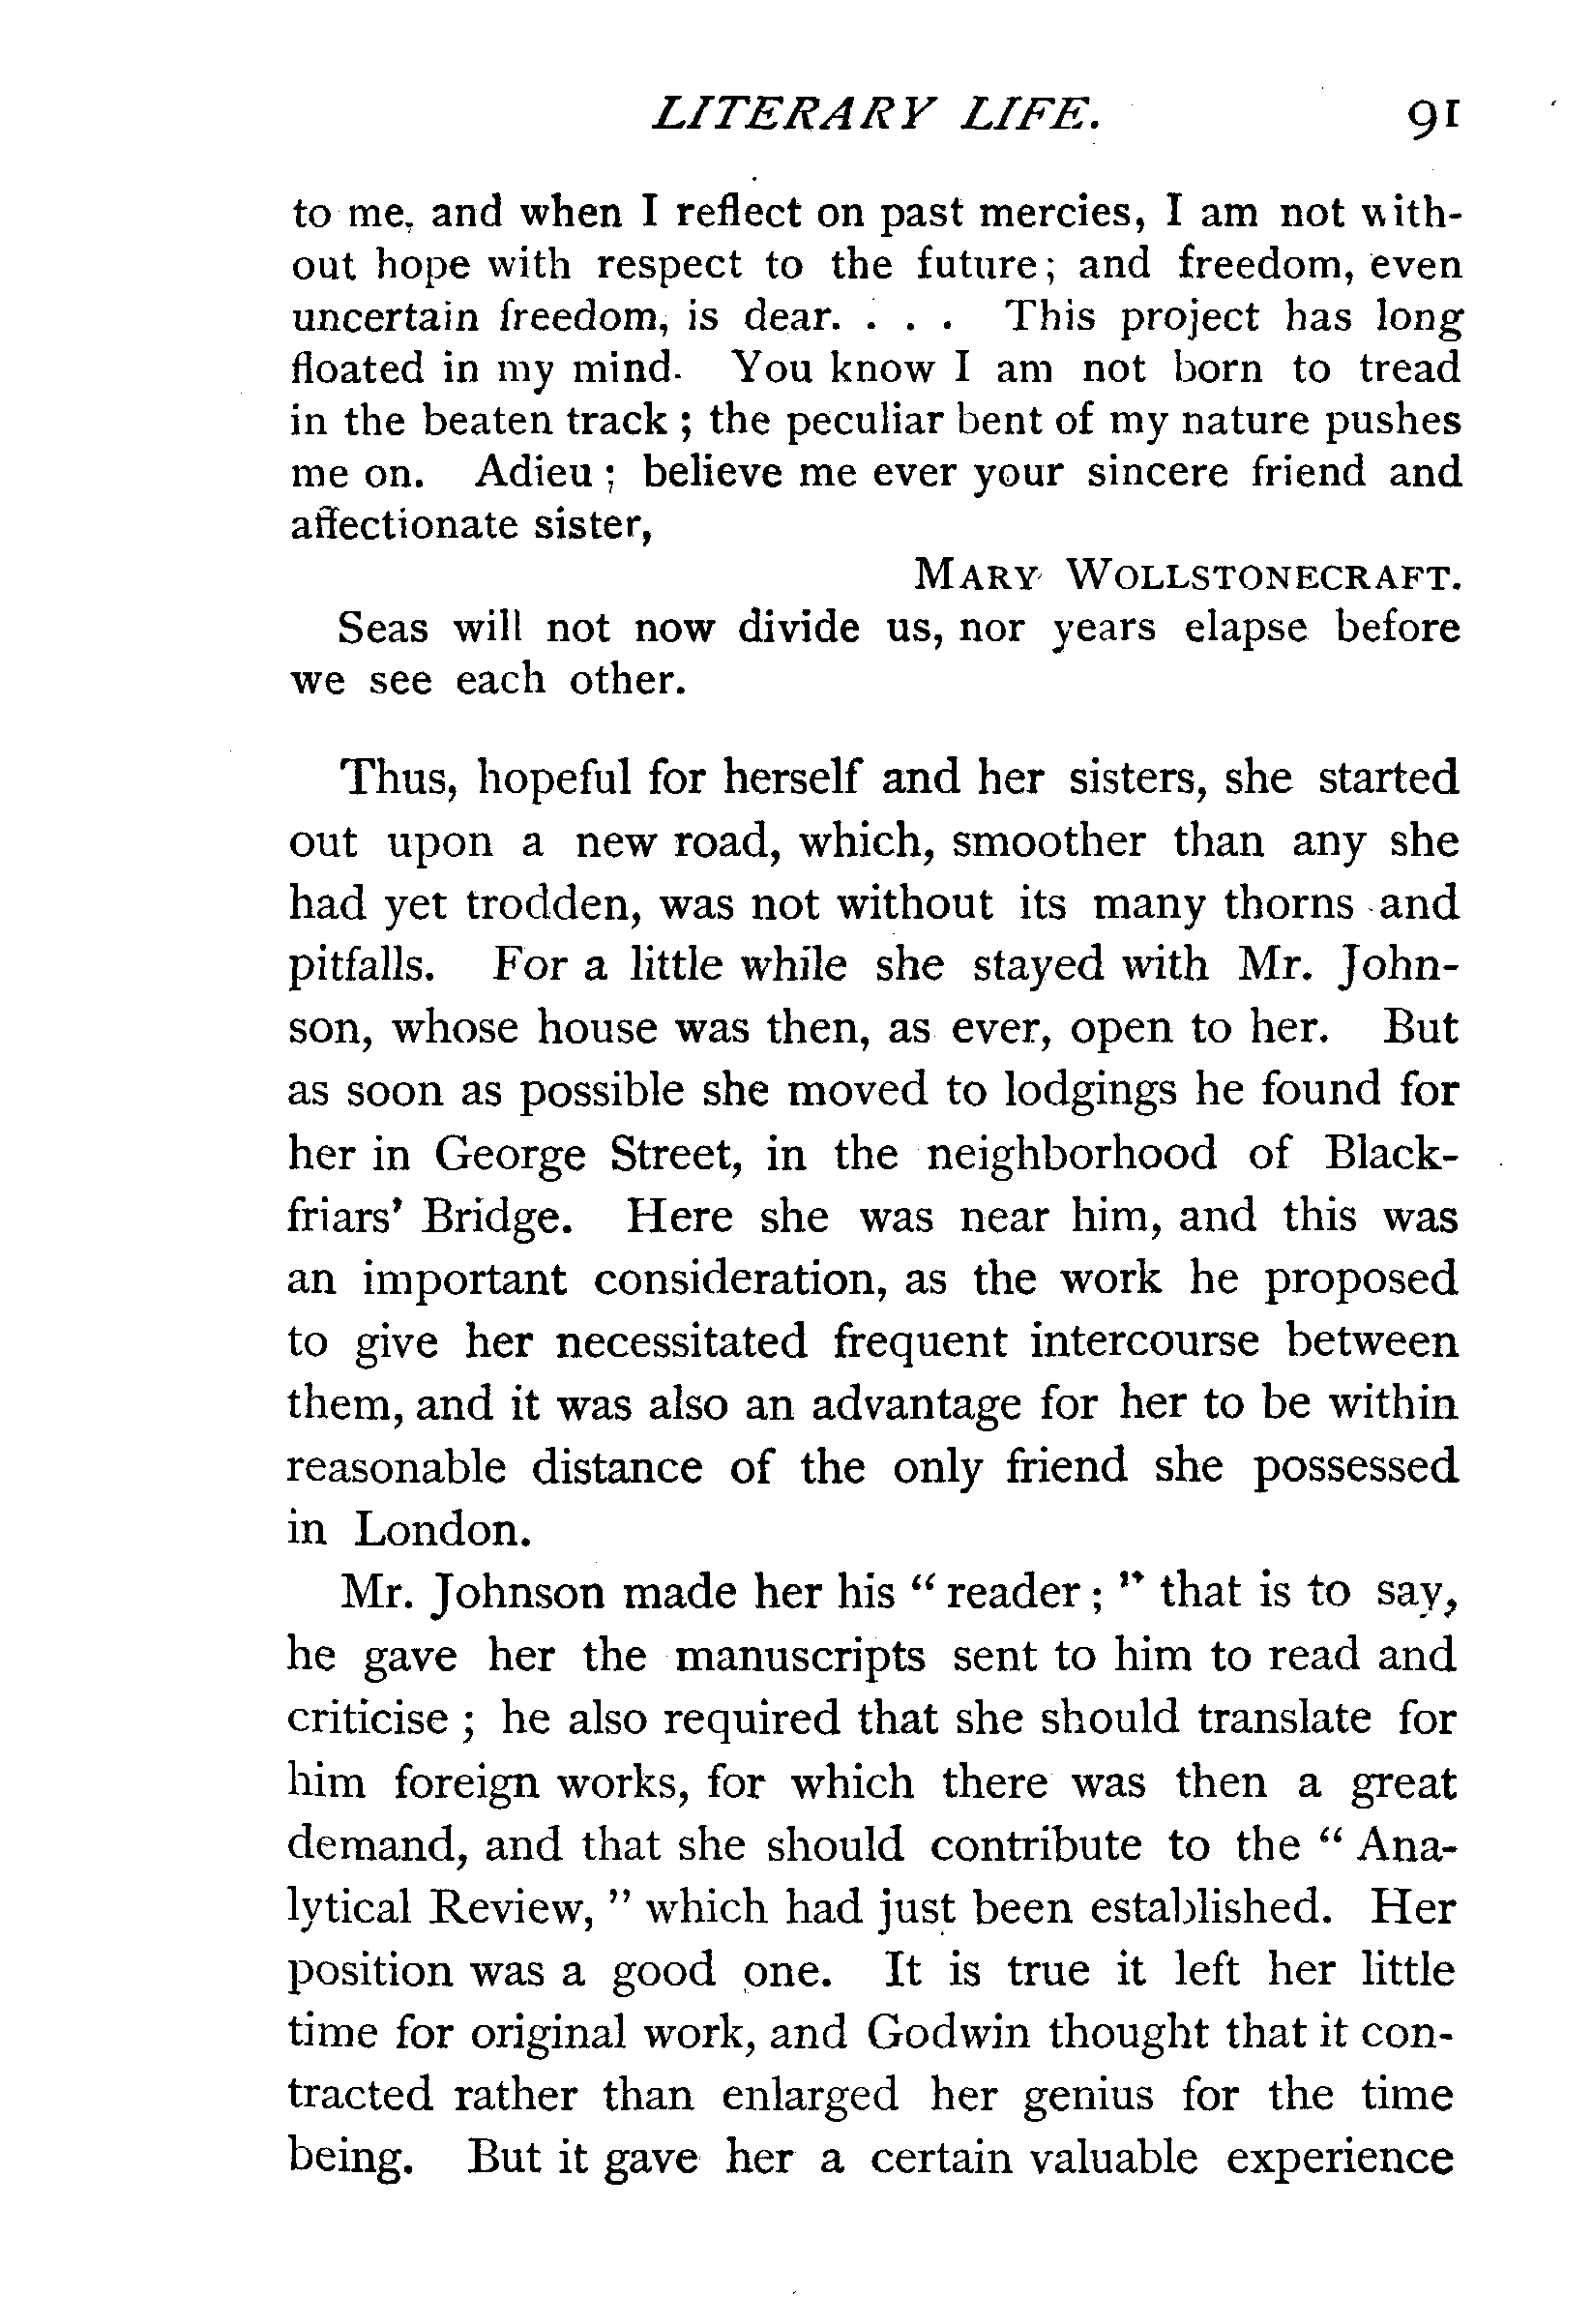 LITERARY LIFE. 91
to me, and when I reflect on past mercies, I am not with-
out hope with respect to the future; and freedom, even
uncertain freedom, is dear. . . . This project has long
floated in my mind. You know I am not born to tread
in the beaten track ; the peculiar bent of my nature pushes
me on. Adieu ; believe me ever your sincere friend and
affectionate sister,
MARY WOLLSTONECRAFT.
Seas will not now divide us, nor years elapse before
we see each other.
Thus, hopeful for herself and her sisters, she started
out upon a new road, which, smoother than any she
had yet trodden, was not without its many thorns and
pitfalls. For a little while she stayed with Mr. John-
son, whose house was then, as ever, open to her. But
as soon as possible she moved to lodgings he found for
her in George Street, in the neighborhood of Black-
friars' Bridge. Here she was near him, and this was
an important consideration, as the work he proposed
to give her necessitated frequent intercourse between
them, and it was also an advantage for her to be within
reasonable distance of the only friend she possessed
in London.
Mr. Johnson made her his " reader ; " that is to say,
he gave her the manuscripts sent to him to read and
criticise ; he also required that she should translate for
him foreign works, for which there was then a great
demand, and that she should contribute to the " Ana-
lytical Review, " which had just been established. Her
position was a good one. It is true it left her little
time for original work, and Godwin thought that it con-
tracted rather than enlarged her genius for the time
being. But it gave her a certain valuable experience